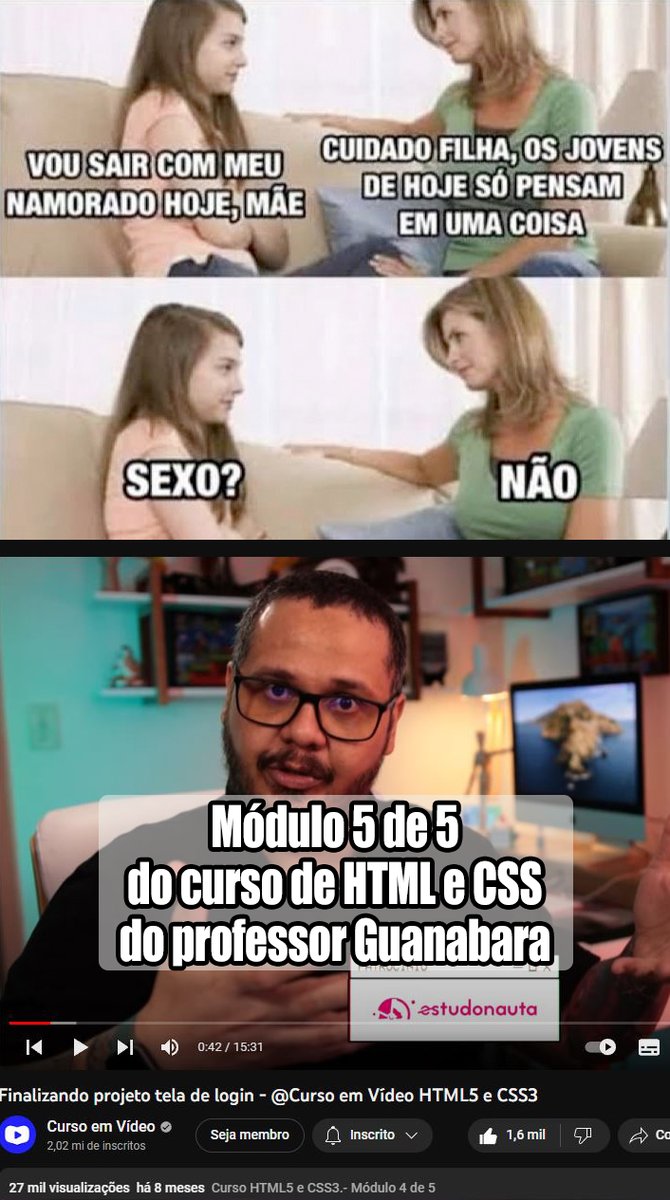 VOU SAIR COM MEU
NAMORADO HOJE, MÃE
CUIDADO FILHA, OS JOVENS
DE HOJE SÓ PENSAM
EM UMA COISA
SEXO?
NÃO
Módulo 5 de 5
do curso de HTML e CSS
do professor Guanabara
PATROCÍNIO
estudonauta
0:42 / 15:31
Finalizando projeto tela de login - @Curso em Vídeo HTML5 e CSS3
Curso em Vídeo
2,02 mi de inscritos
Seja membro
Inscrito
1,6 mil
Co
27 mil visualizações há 8 meses Curso HTML5 e CSS3.- Módulo 4 de 5